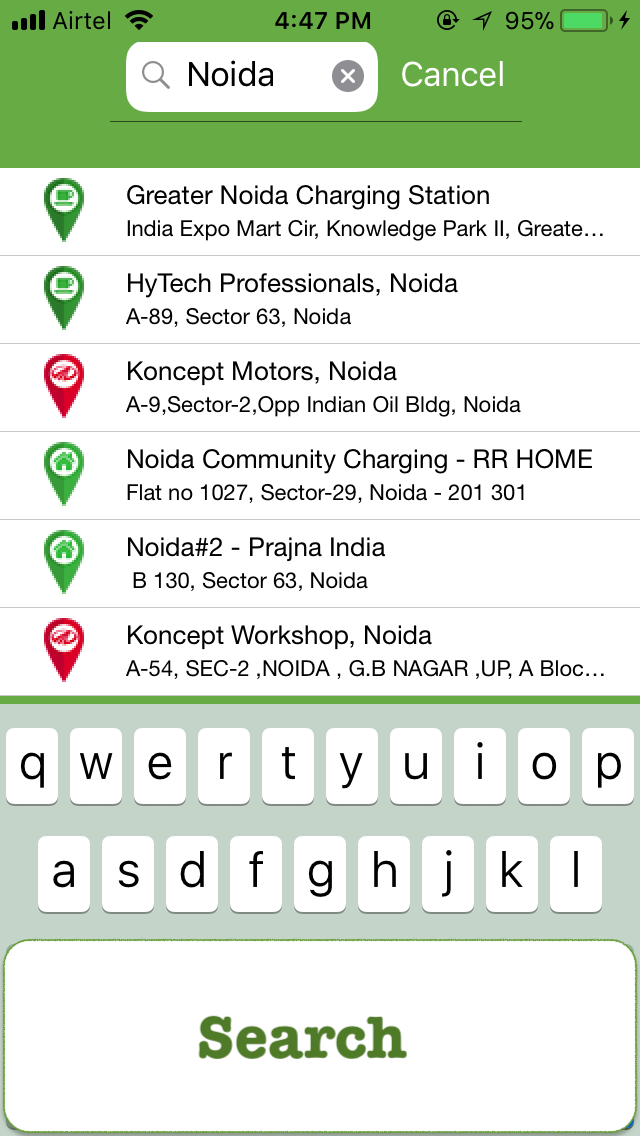 Airtel 4:47 PM 95%
Noida Cancel
Greater Noida Charging Station
India Expo Mart Cir, Knowledge Park II, Greate...
HyTech Professionals, Noida
A-89, Sector 63, Noida
Koncept Motors, Noida
A-9,Sector-2,Opp Indian Oil Bldg, Noida
Noida Community Charging - RR HOME
Flat no 1027, Sector-29, Noida - 201 301
Noida#2 - Prajna India
B 130, Sector 63, Noida
Koncept Workshop, Noida
A-54, SEC-2 ,NOIDA , G.B NAGAR ,UP, A Bloc...
q w e r t y u i o p
a s d f g h j k l
Search